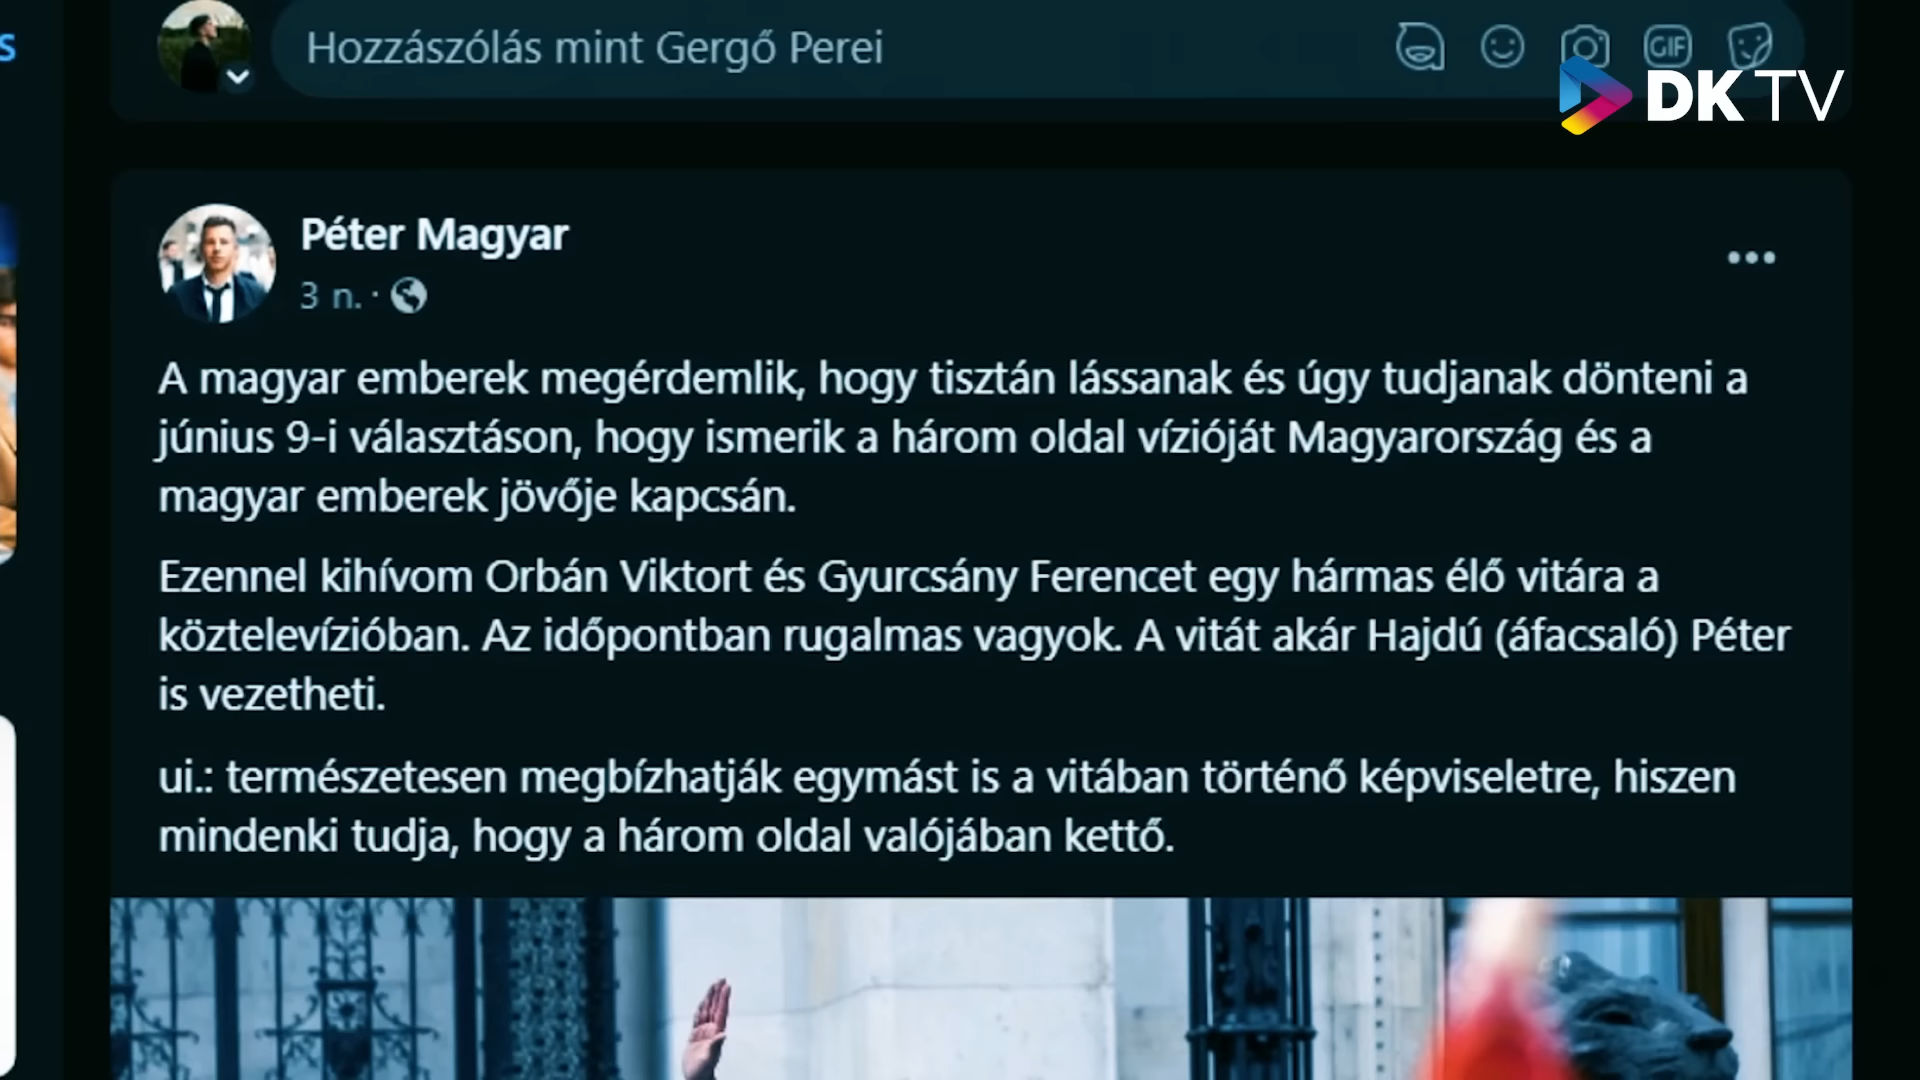 s
Hozzászólás mint Gergő Perei
GIF
DKTV
Péter Magyar
3 n. ·
A magyar emberek megérdemlik, hogy tisztán lássanak és úgy tudjanak dönteni a
június 9-i választáson, hogy ismerik a három oldal vízióját Magyarország és a
magyar emberek jövője kapcsán.
Ezennel kihívom Orbán Viktort és Gyurcsány Ferencet egy hármas élő vitára a
köztelevízióban. Az időpontban rugalmas vagyok. A vitát akár Hajdú (áfacsaló) Péter
is vezetheti.
ui.: természetesen megbízhatják egymást is a vitában történő képviseletre, hiszen
mindenki tudja, hogy a három oldal valójában kettő.